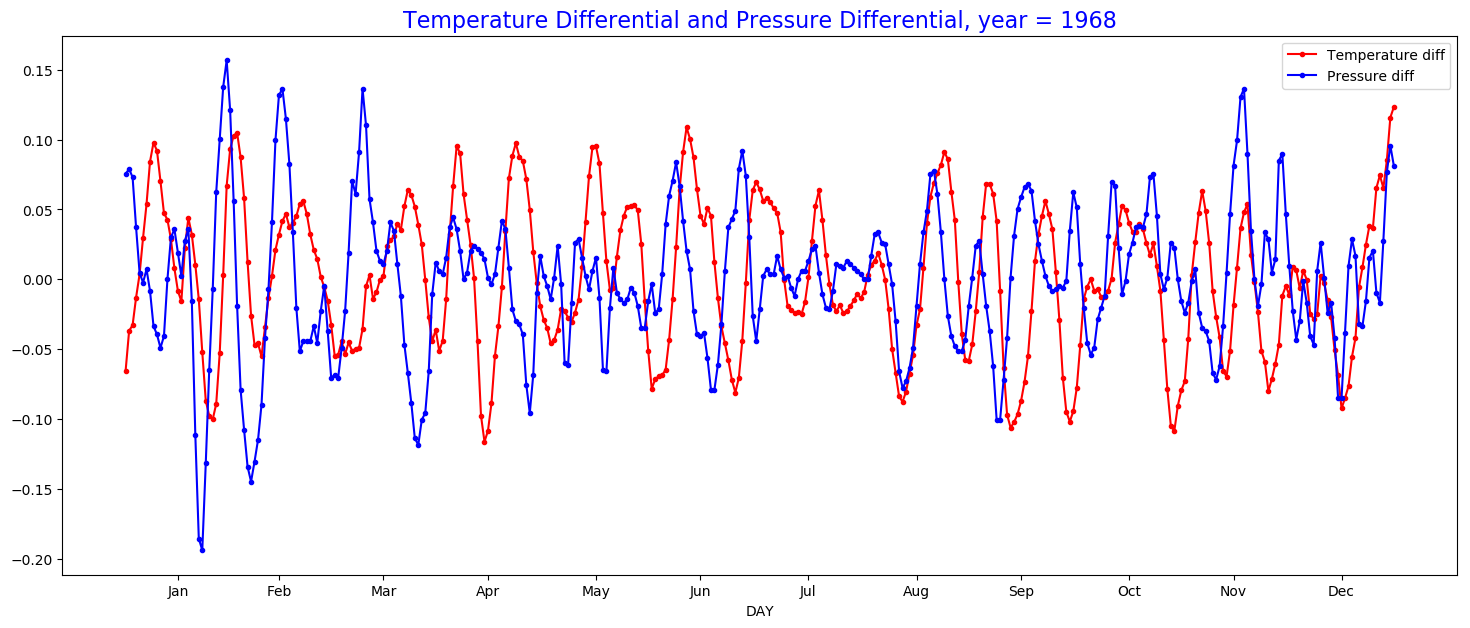 Temperature Differential and Pressure Differential, year = 1968
Temperature diff
Pressure diff
0.15
0.10
0.05
0.00
−0.05
−0.10
−0.15
−0.20
Jan Feb Mar Apr May Jun Jul Aug Sep Oct Nov Dec
DAY